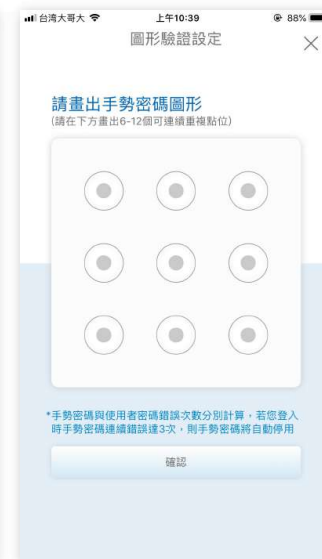 台湾大哥大 上午10:39 88%
圖形驗證設定
請畫出手勢密碼圖形
(請在下方畫出6-12個可連續重複點位)
*手勢密碼與使用者密碼錯誤次數分別計算，若您登入
時手勢密碼連續錯誤達3次，則手勢密碼將自動停用
確認